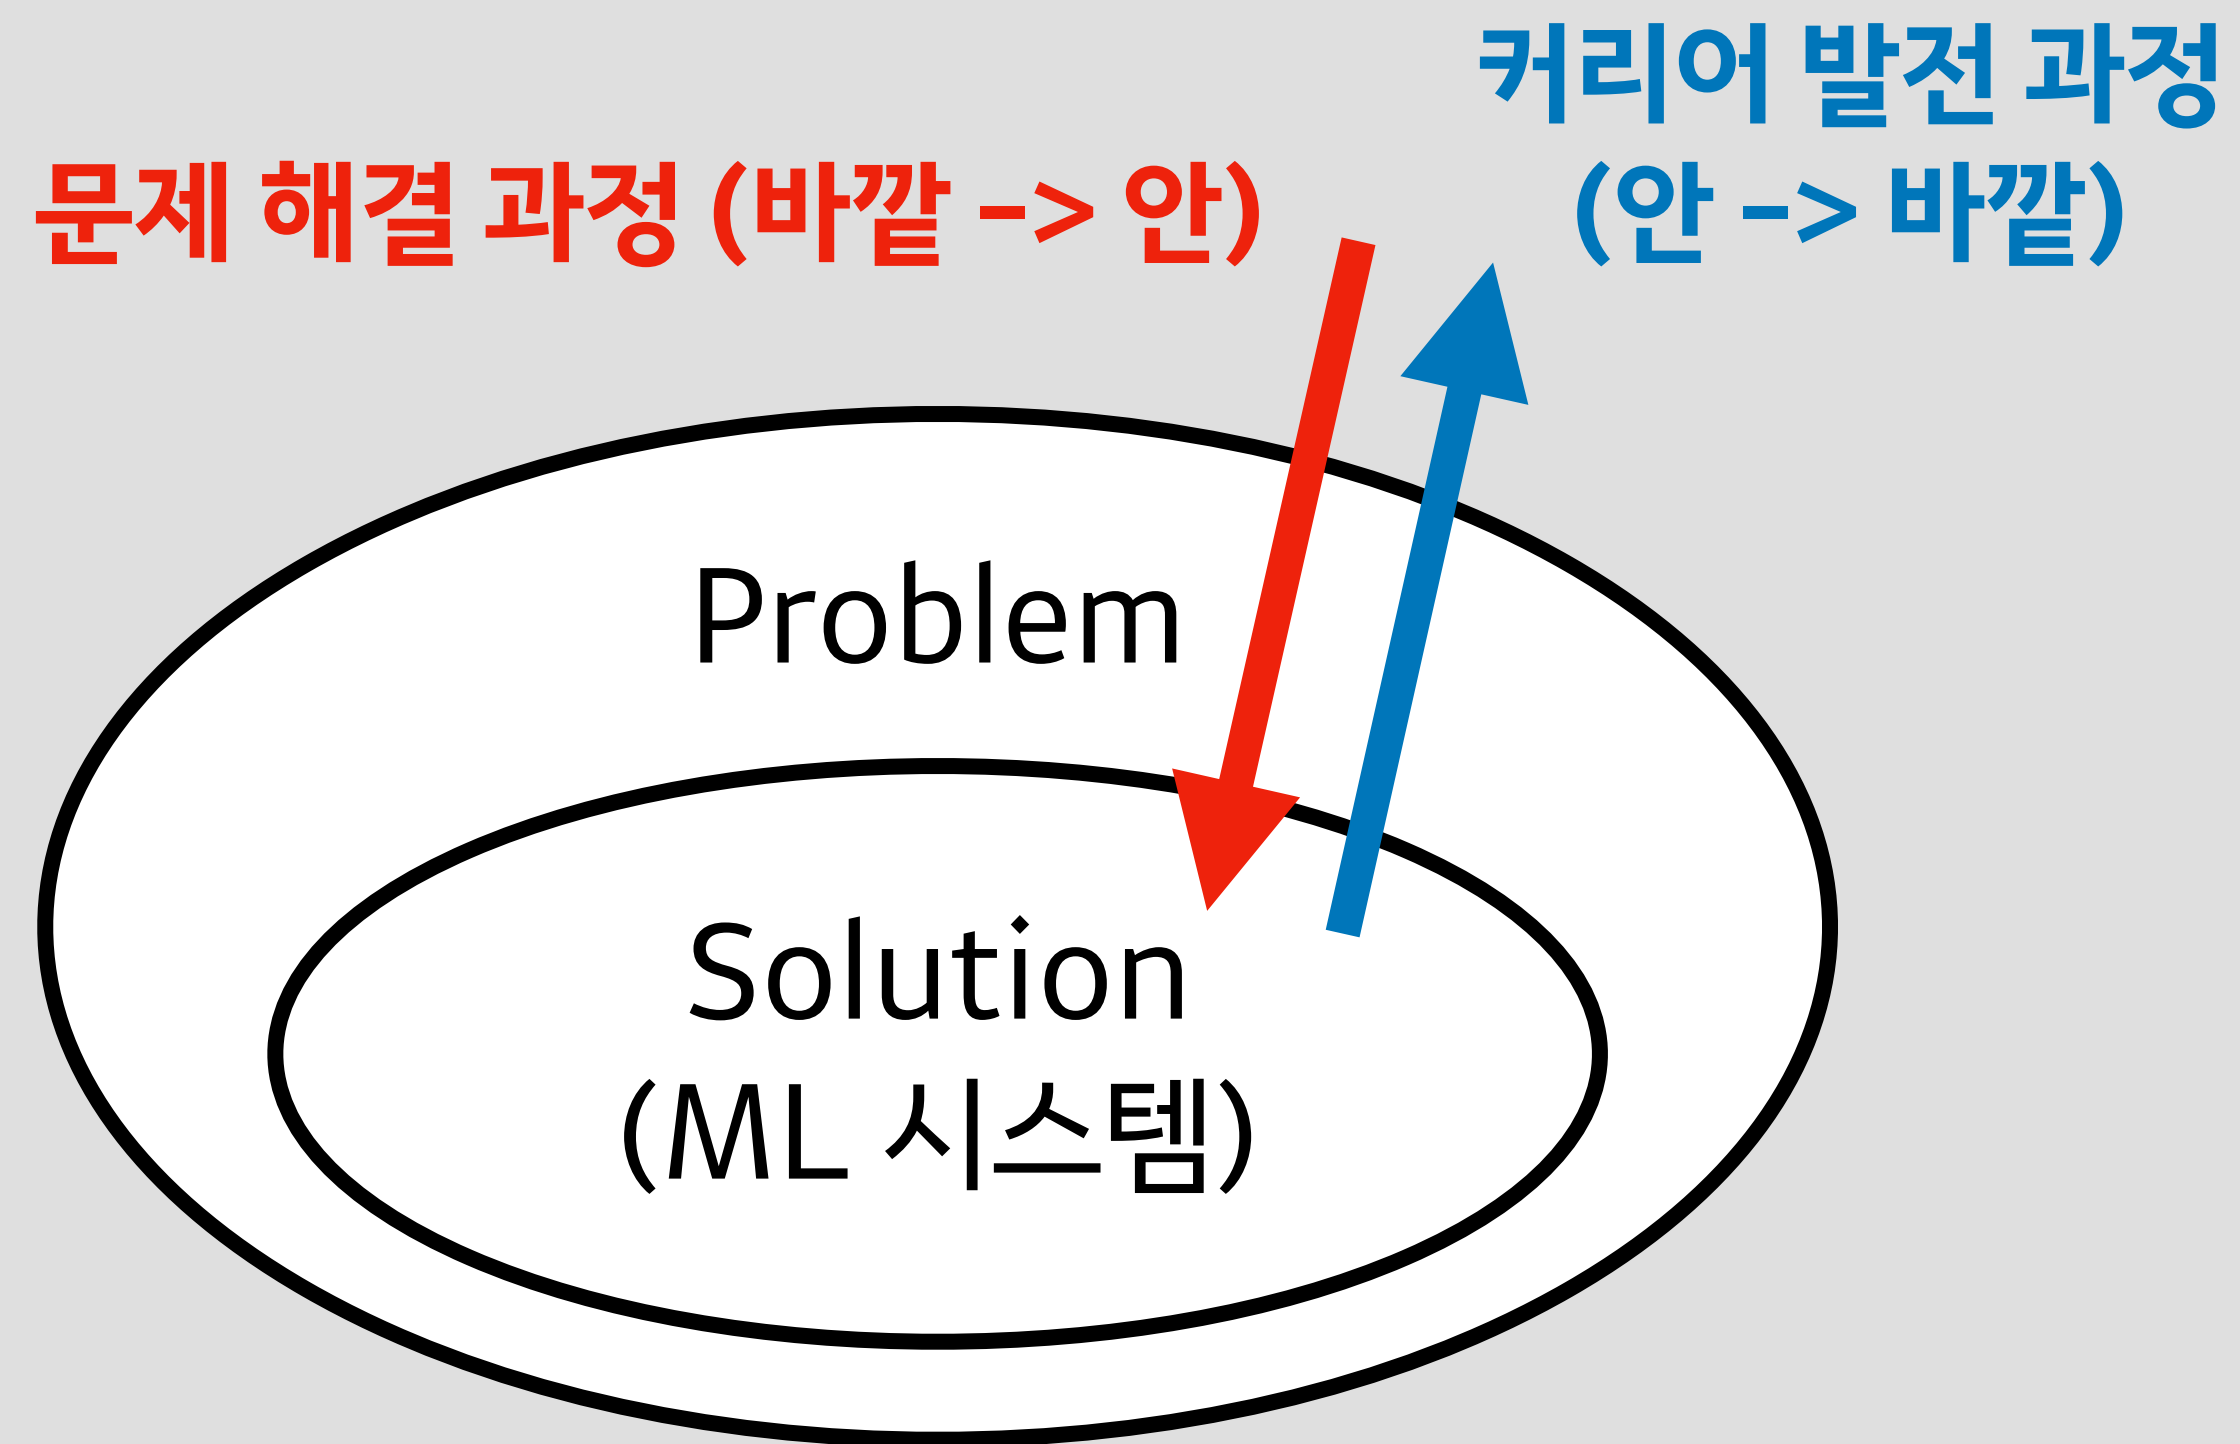 커리어 발전 과정
(안 -> 바깥)
문제 해결 과정 (바깥 -> 안)
Problem
Solution
(ML 시스템)